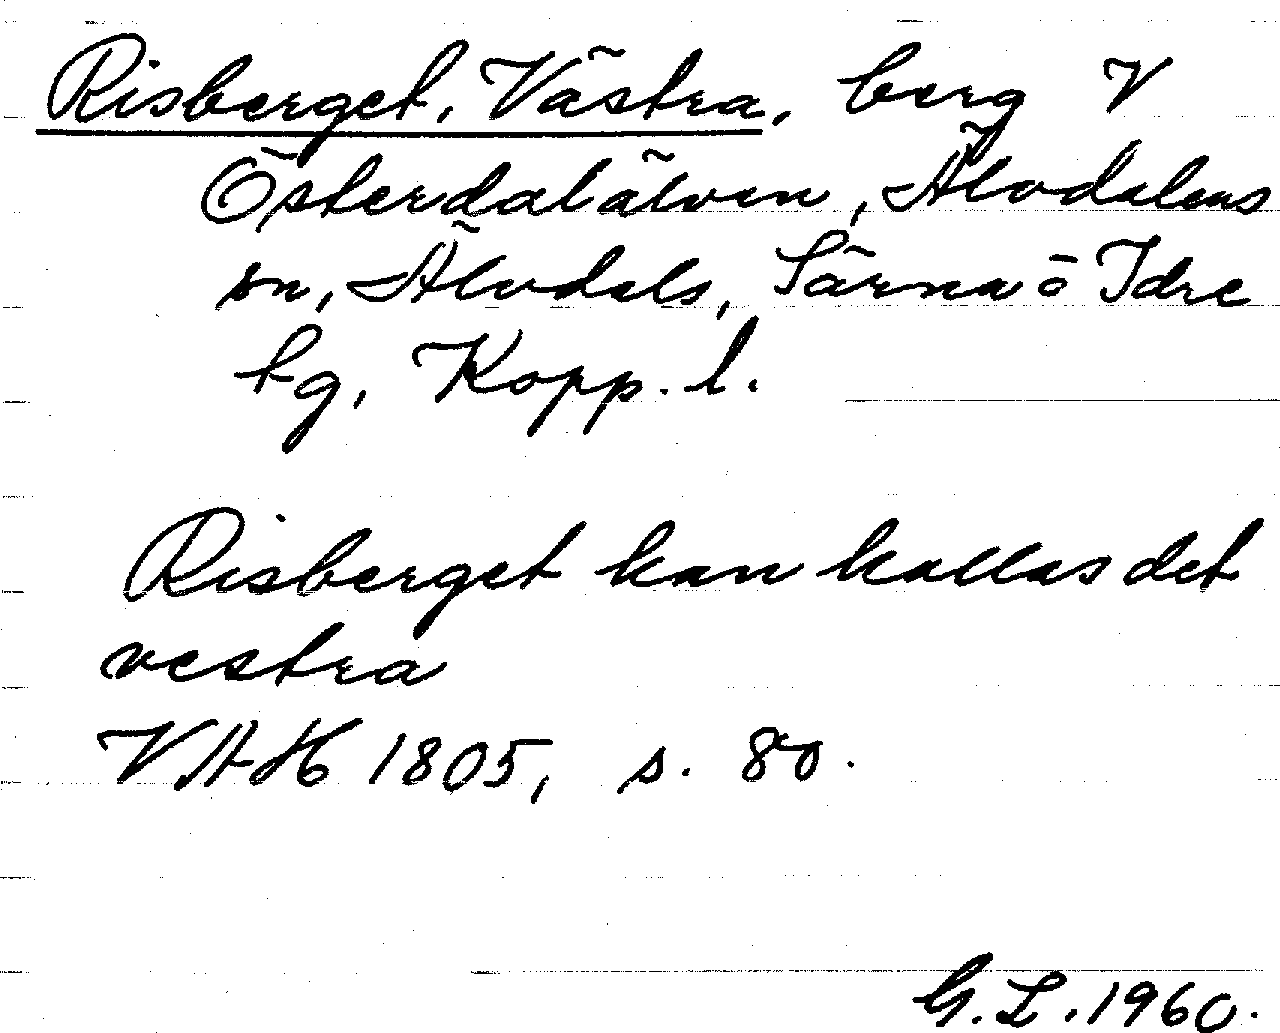 Risberget, Västra, berg V
Österdalälven, Älvdalens
sn, Älvdals, Särna o Idre
tg, Kopp. l.
Risberget kan kallas det
vestra
VAH 1805, s. 80.
G.L. 1960.